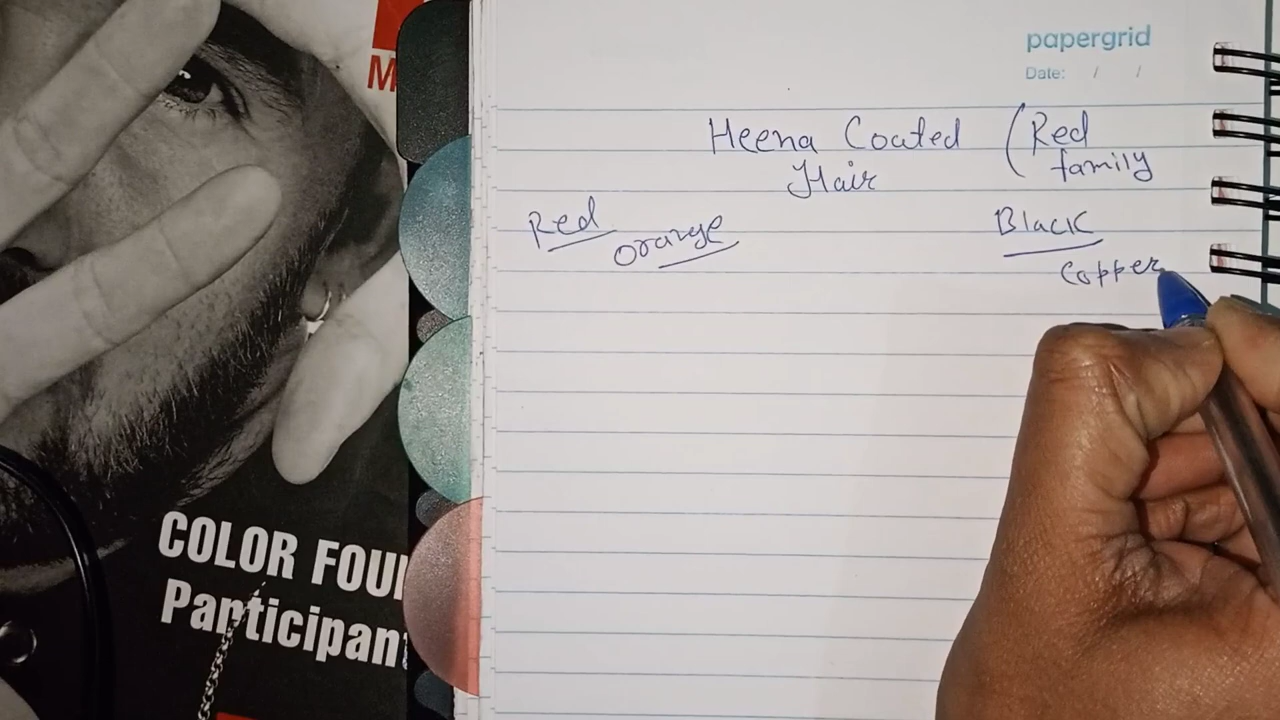 M
COLOR FOU
Participan
papergrid
Date: / /
Heena Coated (Red
Hair family
Red Black
orange
Copper